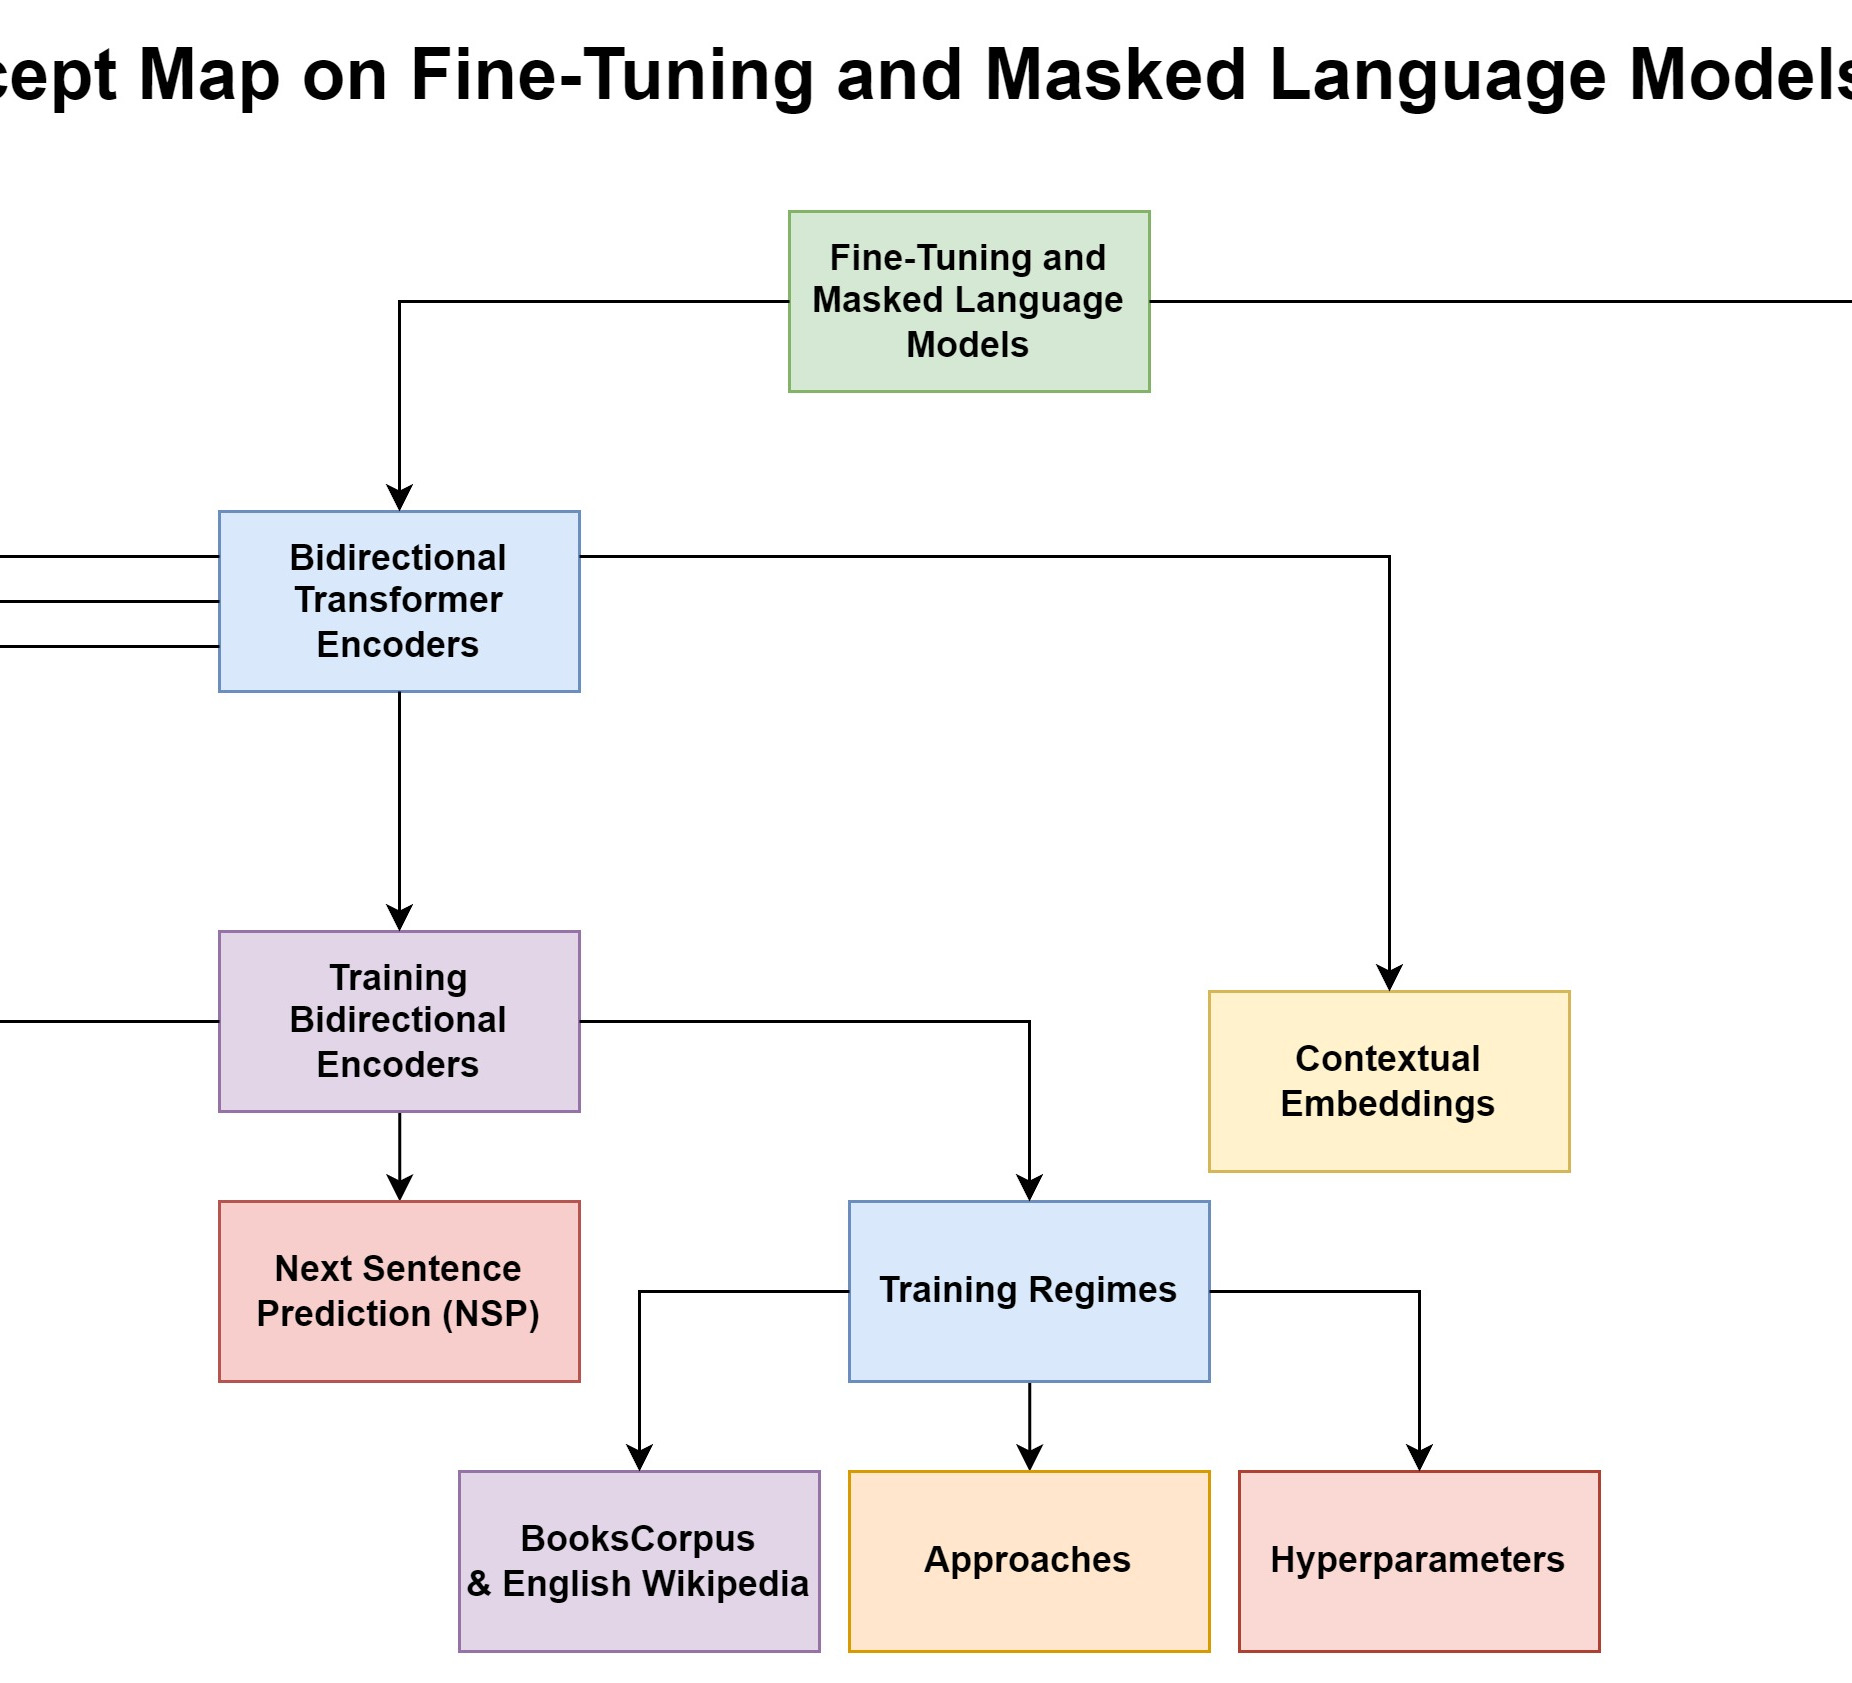 cept Map on Fine-Tuning and Masked Language Models
Fine-Tuning and
Masked Language
Models
Bidirectional
Transformer
Encoders
Training
Bidirectional
Encoders
Contextual
Embeddings
Next Sentence
Prediction (NSP)
Training Regimes
BooksCorpus
& English Wikipedia
Approaches
Hyperparameters